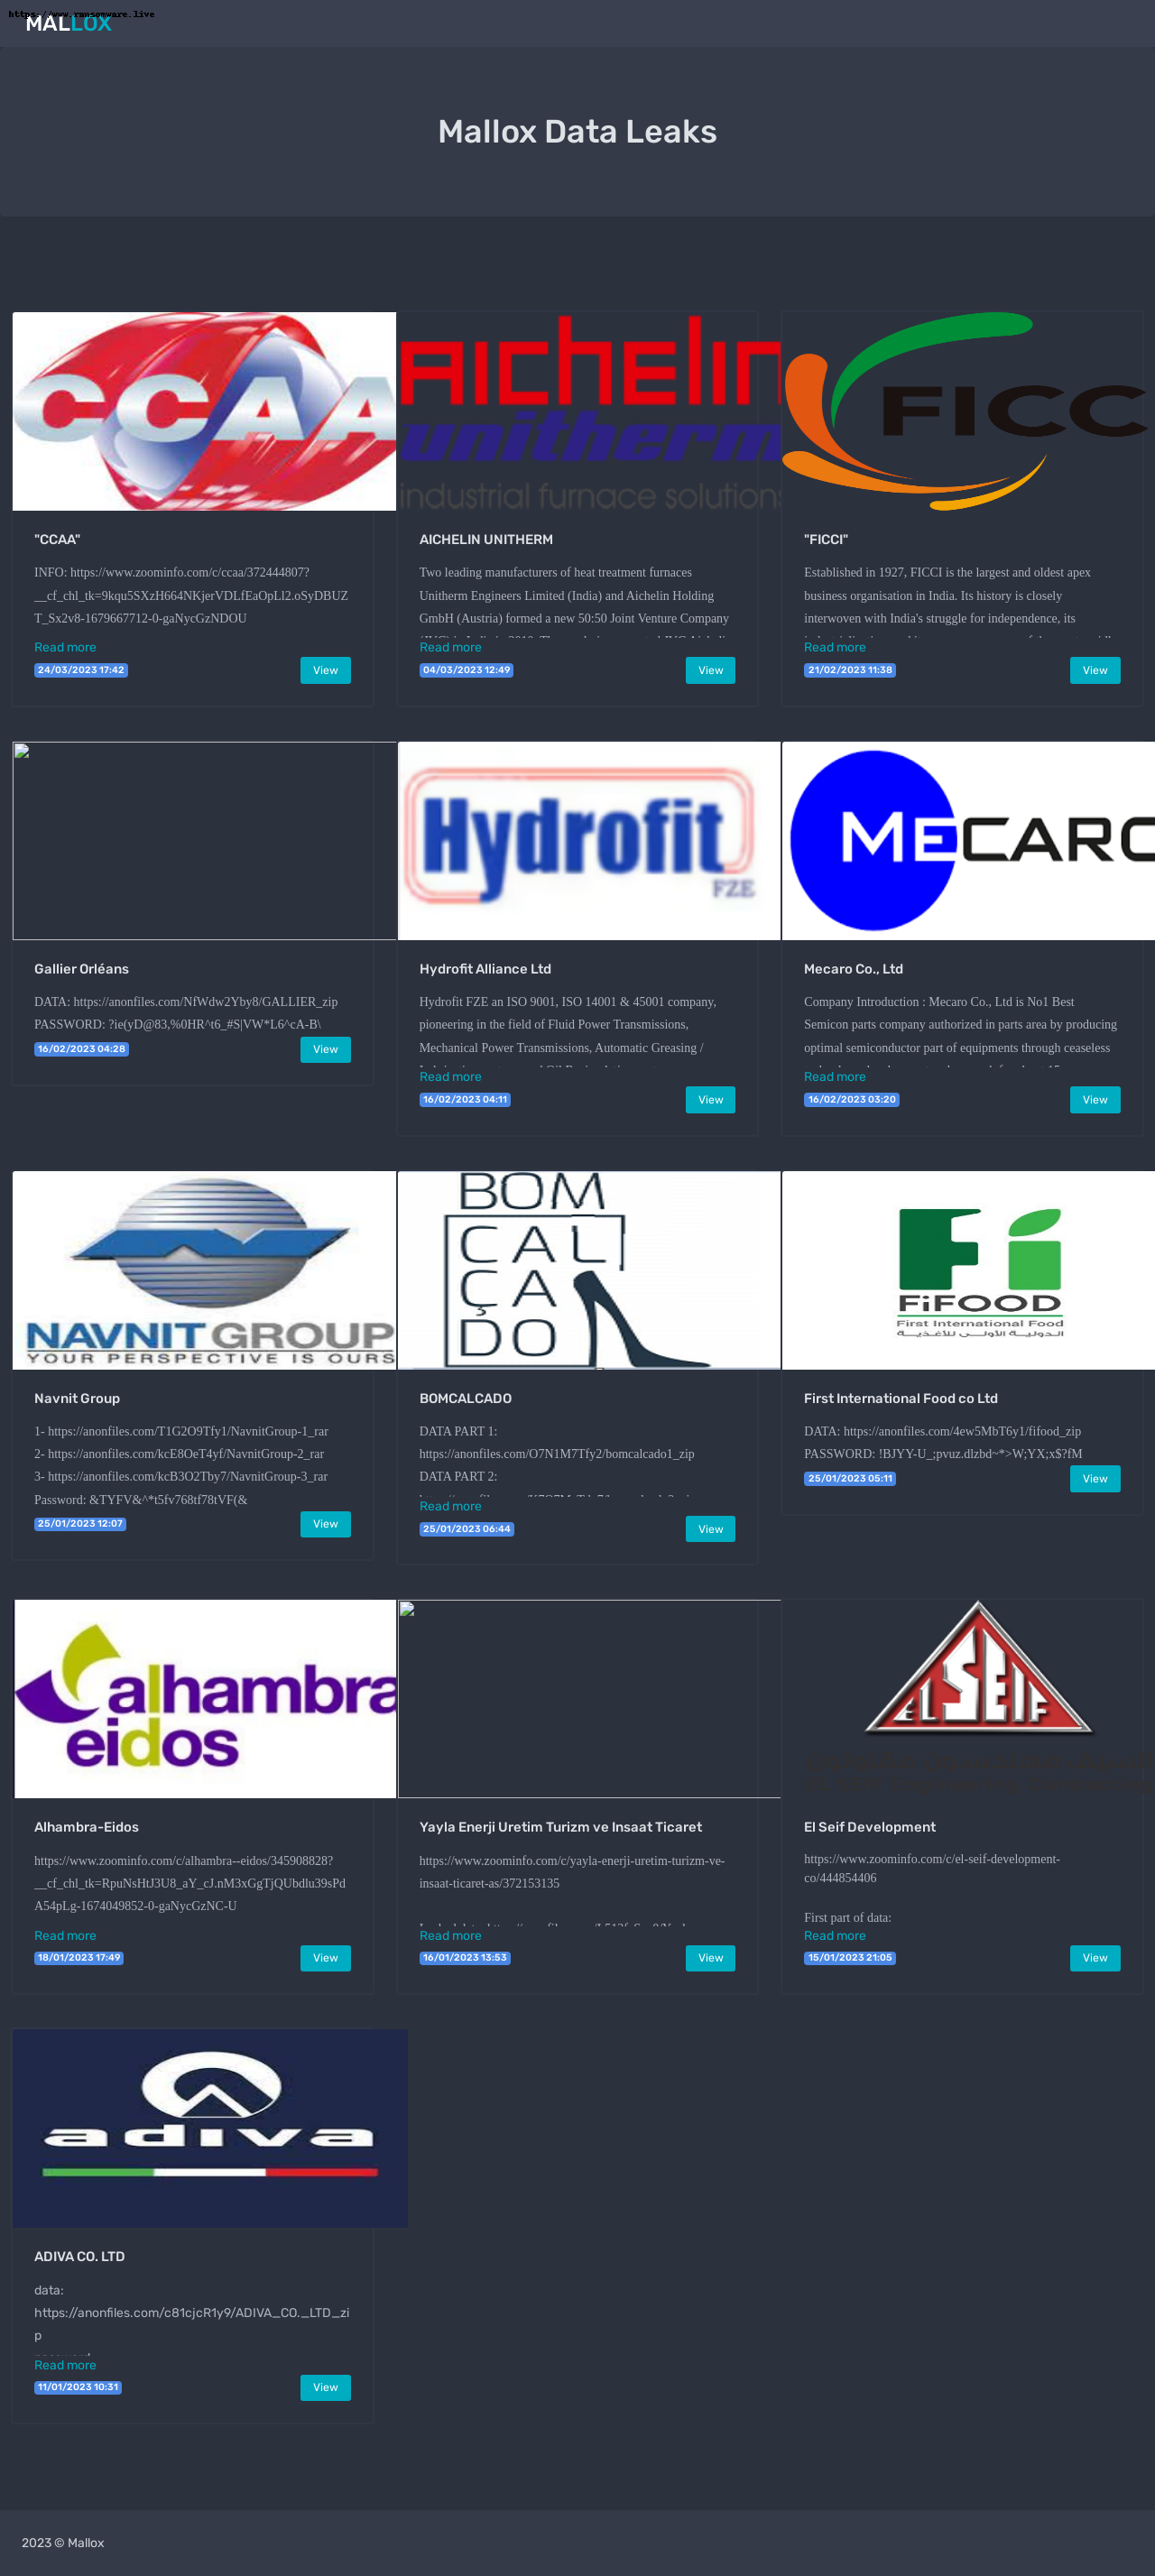 https://www.ransomware.live
MALLOX
Mallox Data Leaks
CCAA
AICHELIN
unitherm
industrial furnace solutions
FICC
"CCAA"
INFO: https://www.zoominfo.com/c/ccaa/372444807?
__cf_chl_tk=9kqu5SXzH664NKjerVDLfEaOpLl2.oSyDBUZ
T_Sx2v8-1679667712-0-gaNycGzNDOU
Read more
24/03/2023 17:42
View
AICHELIN UNITHERM
Two leading manufacturers of heat treatment furnaces
Unitherm Engineers Limited (India) and Aichelin Holding
GmbH (Austria) formed a new 50:50 Joint Venture Company
Read more
04/03/2023 12:49
View
"FICCI"
Established in 1927, FICCI is the largest and oldest apex
business organisation in India. Its history is closely
interwoven with India's struggle for independence, its
Read more
21/02/2023 11:38
View
Hydrofit
FZE
MECARO
Gallier Orléans
DATA: https://anonfiles.com/NfWdw2Yby8/GALLIER_zip
PASSWORD: ?ie(yD@83,%0HR^t6_#S|VW*L6^cA-B\
16/02/2023 04:28
View
Hydrofit Alliance Ltd
Hydrofit FZE an ISO 9001, ISO 14001 & 45001 company,
pioneering in the field of Fluid Power Transmissions,
Mechanical Power Transmissions, Automatic Greasing /
Read more
16/02/2023 04:11
View
Mecaro Co., Ltd
Company Introduction : Mecaro Co., Ltd is No1 Best
Semicon parts company authorized in parts area by producing
optimal semiconductor part of equipments through ceaseless
Read more
16/02/2023 03:20
View
NAVNIT GROUP
YOUR PERSPECTIVE IS OURS
BOM
CAL
ÇA
DO
FiFOOD
First International Food
الدولية الأولى للأغذية
Navnit Group
1- https://anonfiles.com/T1G2O9Tfy1/NavnitGroup-1_rar
2- https://anonfiles.com/kcE8OeT4yf/NavnitGroup-2_rar
3- https://anonfiles.com/kcB3O2Tby7/NavnitGroup-3_rar
Password: &TYFV&^*t5fv768tf78tVF(&
25/01/2023 12:07
View
BOMCALCADO
DATA PART 1:
https://anonfiles.com/O7N1M7Tfy2/bomcalcado1_zip
DATA PART 2:
Read more
25/01/2023 06:44
View
First International Food co Ltd
DATA: https://anonfiles.com/4ew5MbT6y1/fifood_zip
PASSWORD: !BJYY-U_;pvuz.dlzbd~*>W;YX;x$?fM
25/01/2023 05:11
View
alhambra
eidos
EL SEIF
Alhambra-Eidos
https://www.zoominfo.com/c/alhambra--eidos/345908828?
__cf_chl_tk=RpuNsHtJ3U8_aY_cJ.nM3xGgTjQUbdlu39sPd
A54pLg-1674049852-0-gaNycGzNC-U
Read more
18/01/2023 17:49
View
Yayla Enerji Uretim Turizm ve Insaat Ticaret
https://www.zoominfo.com/c/yayla-enerji-uretim-turizm-ve-
insaat-ticaret-as/372153135
Read more
16/01/2023 13:53
View
El Seif Development
https://www.zoominfo.com/c/el-seif-development-
co/444854406
First part of data:
Read more
15/01/2023 21:05
View
adiva
ADIVA CO. LTD
data:
https://anonfiles.com/c81cjcR1y9/ADIVA_CO._LTD_zi
p
Read more
11/01/2023 10:31
View
2023 © Mallox